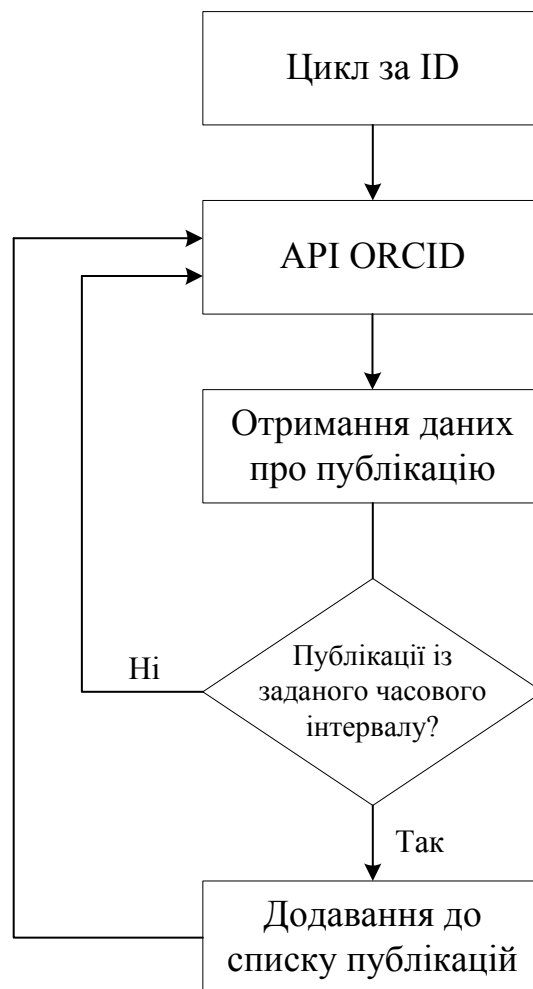 Цикл за ID
API ORCID
Отримання даних
про публікацію
Публікації із
заданого часового
інтервалу?
Ні
Так
Додавання до
списку публікацій